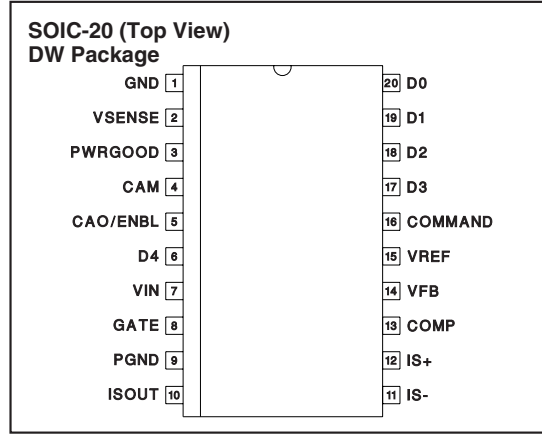 SOIC-20 (Top View)
DW Package
GND 1 20 D0
VSENSE 2 19 D1
PWRGOOD 3 18 D2
CAM 4 17 D3
CAO/ENBL 5 16 COMMAND
D4 6 15 VREF
VIN 7 14 VFB
GATE 8 13 COMP
PGND 9 12 IS+
ISOUT 10 11 IS-